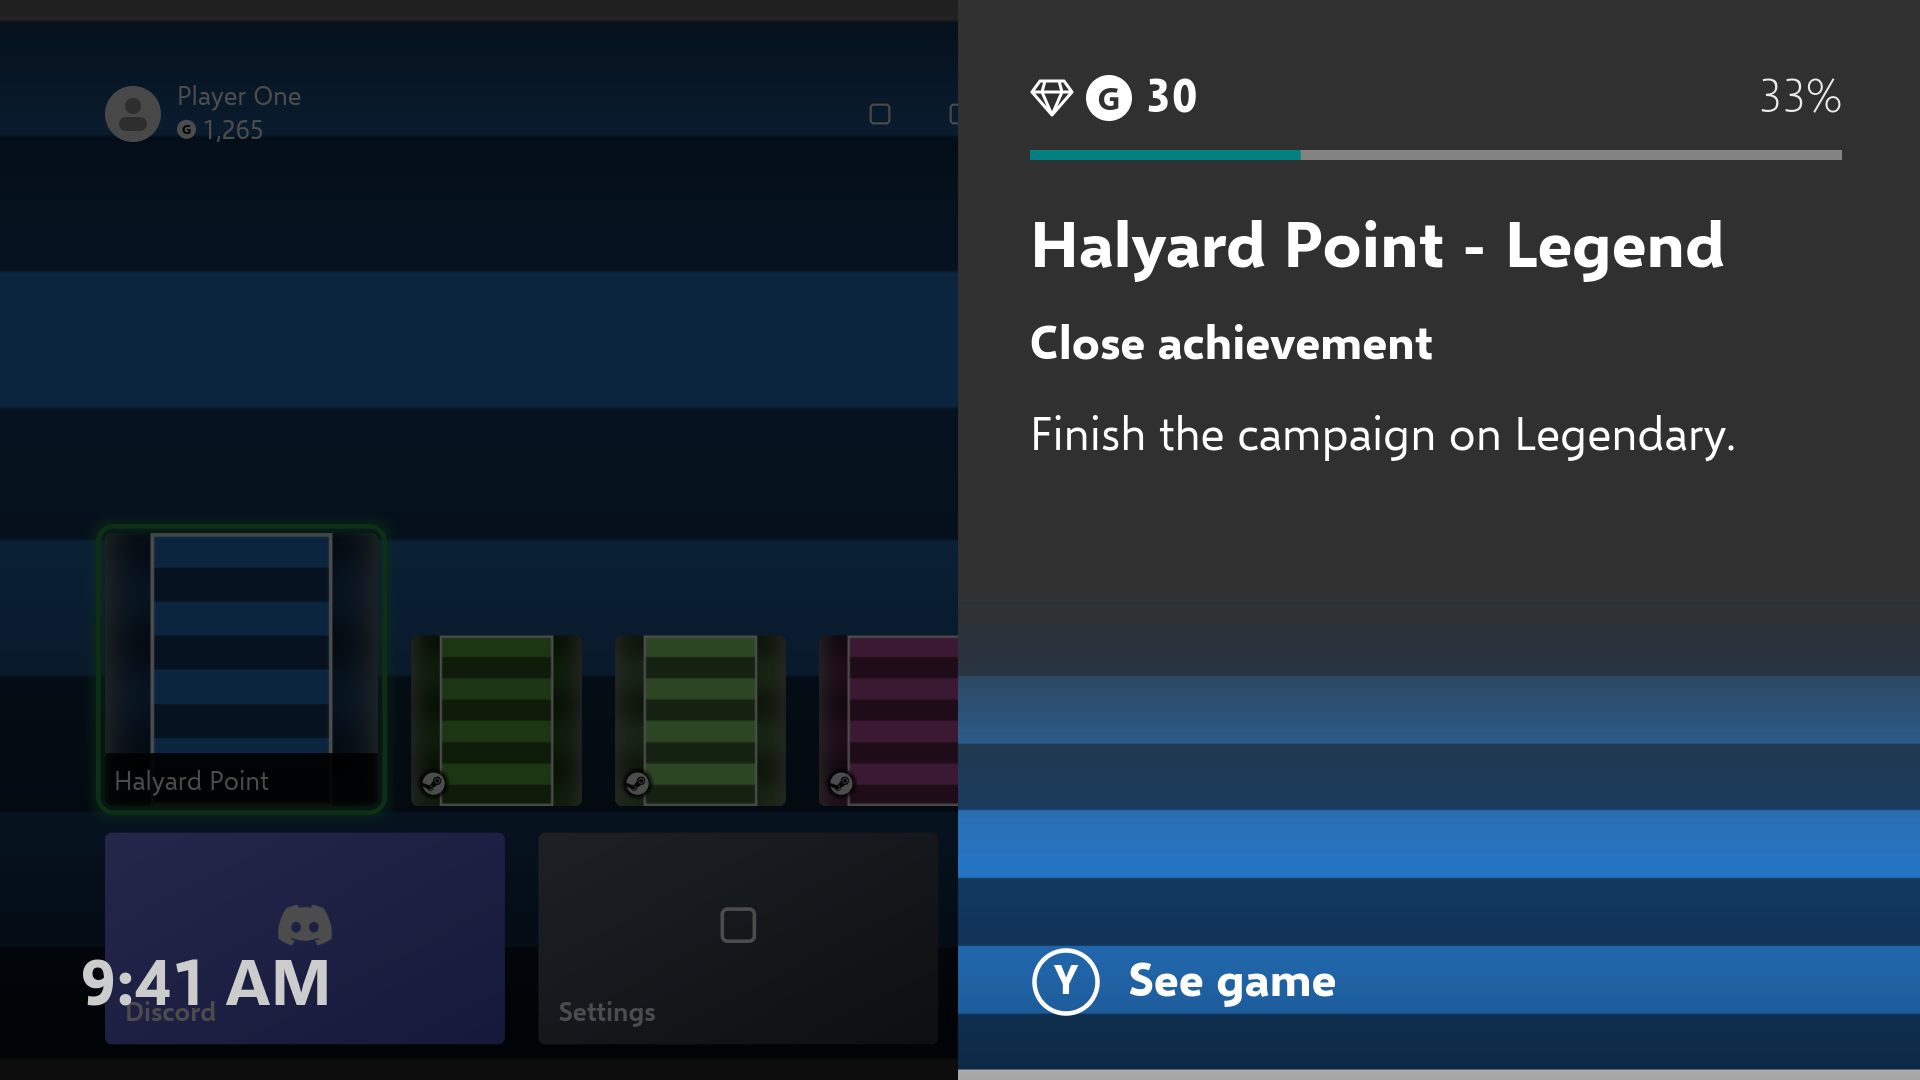 Player One
G 1,265
Halyard Point
9:41 AM
Discord
Settings
G 30
33%
Halyard Point - Legend
Close achievement
Finish the campaign on Legendary.
Y See game